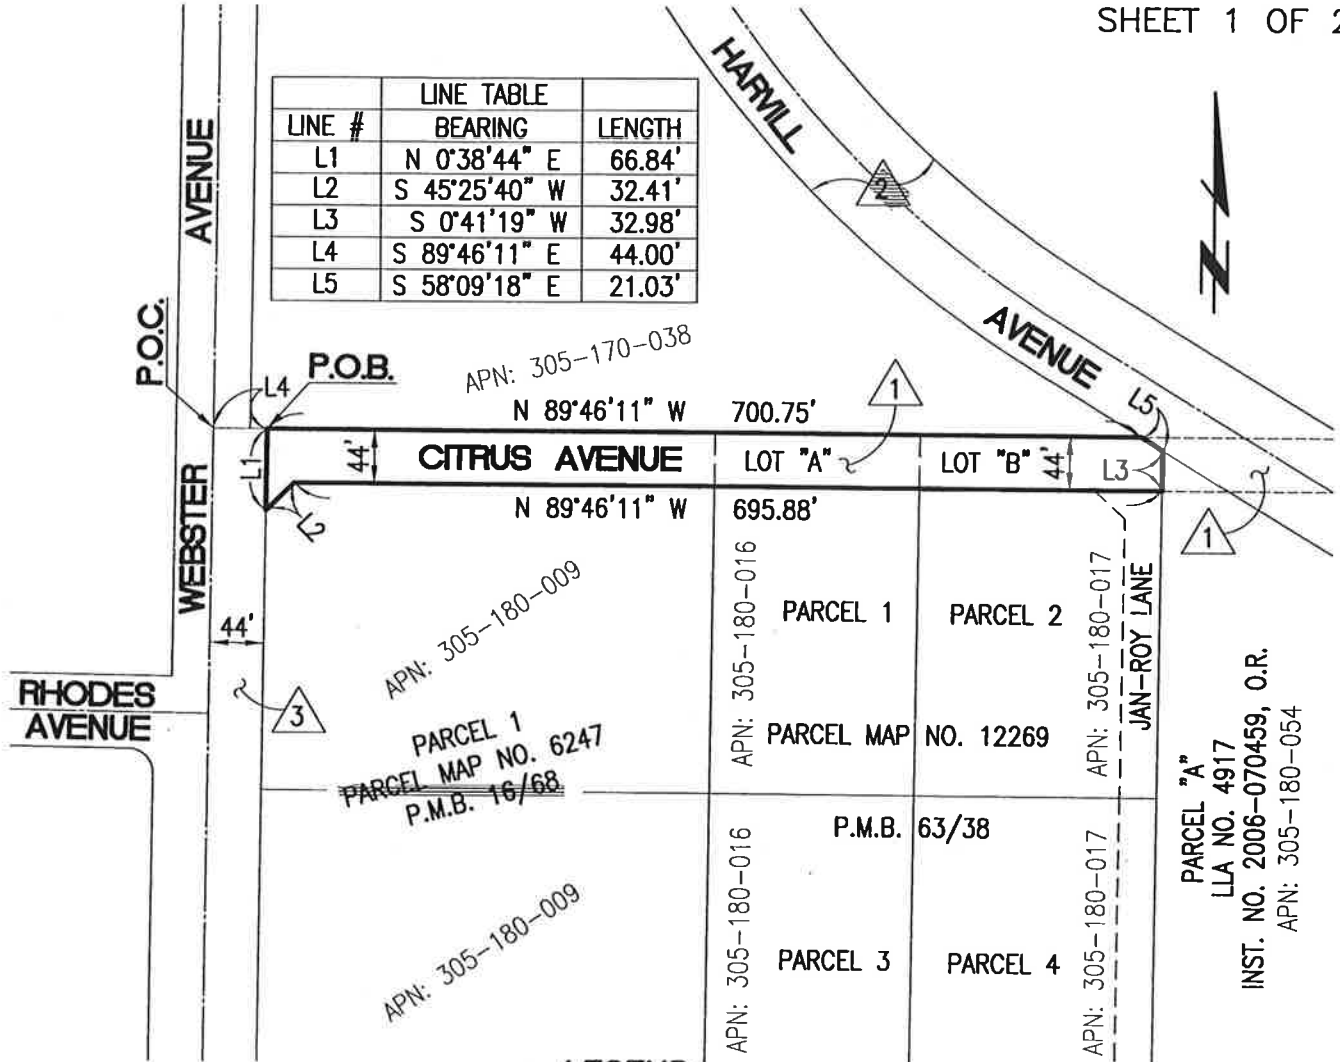 SHEET 1 OF 2
LINE TABLE
LINE # BEARING LENGTH
L1 N 0°38'44" E 66.84'
L2 S 45°25'40" W 32.41'
L3 S 0°41'19" W 32.98'
L4 S 89°46'11" E 44.00'
L5 S 58°09'18" E 21.03'
HARVILL
AVENUE
2
N
AVENUE
WEBSTER
P.O.C.
L4
P.O.B.
APN: 305-170-038
1
L5
N 89°46'11" W 700.75'
L1
44'
CITRUS AVENUE
LOT "A"
LOT "B"
44'
L3
L2
N 89°46'11" W 695.88'
1
44'
3
RHODES
AVENUE
APN: 305-180-009
PARCEL 1
PARCEL MAP NO. 6247
P.M.B. 16/68
APN: 305-180-009
APN: 305-180-016
PARCEL 1
PARCEL 2
APN: 305-180-017
JAN-ROY LANE
PARCEL MAP NO. 12269
P.M.B. 63/38
APN: 305-180-016
PARCEL 3
PARCEL 4
APN: 305-180-017
PARCEL "A"
LLA NO. 4917
INST. NO. 2006-070459, O.R.
APN: 305-180-054